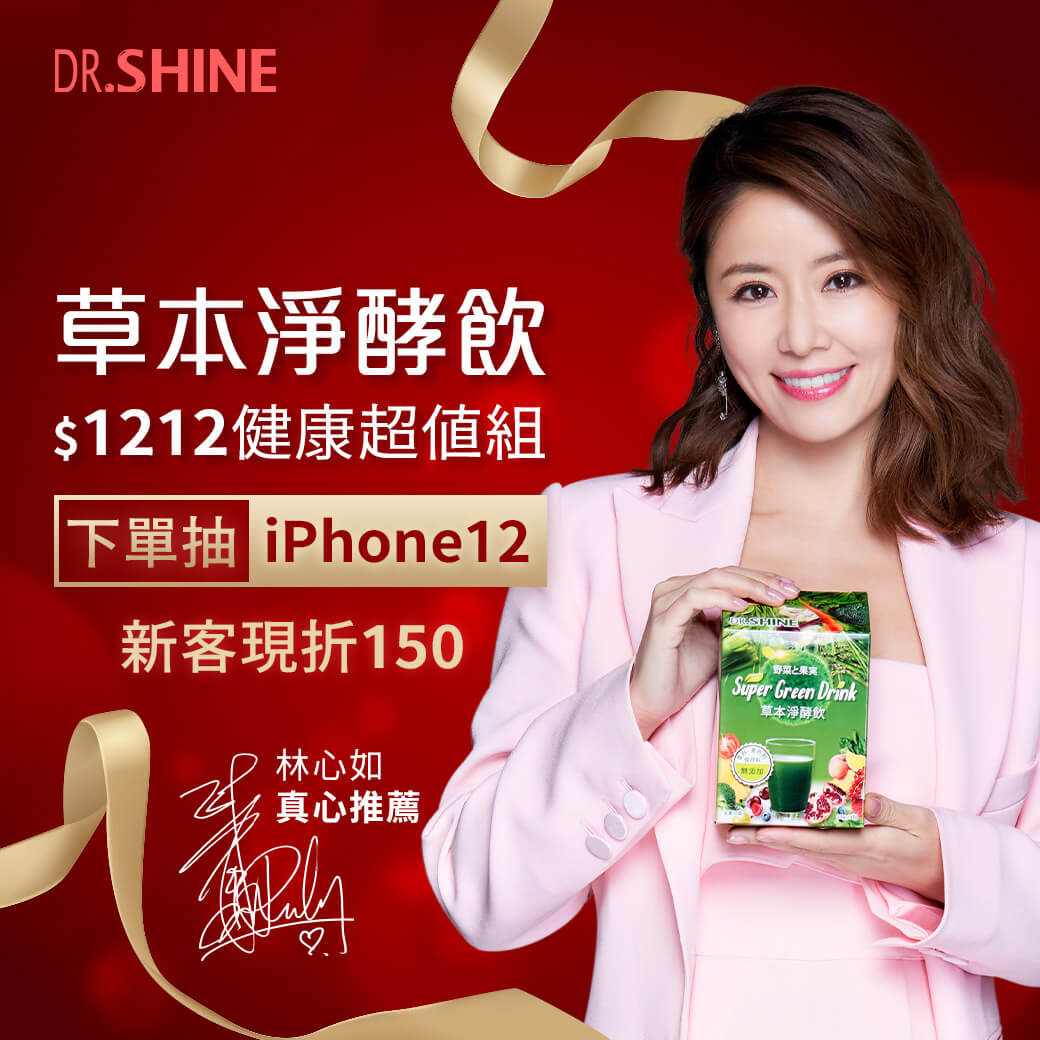 DR.SHINE
草本淨酵飲
$1212健康超值組
下單抽 iPhone12
新客現折150
林心如
真心推薦
Ruby
DR.SHINE
野菜と果実
Super Green Drink
草本淨酵飲
無添加